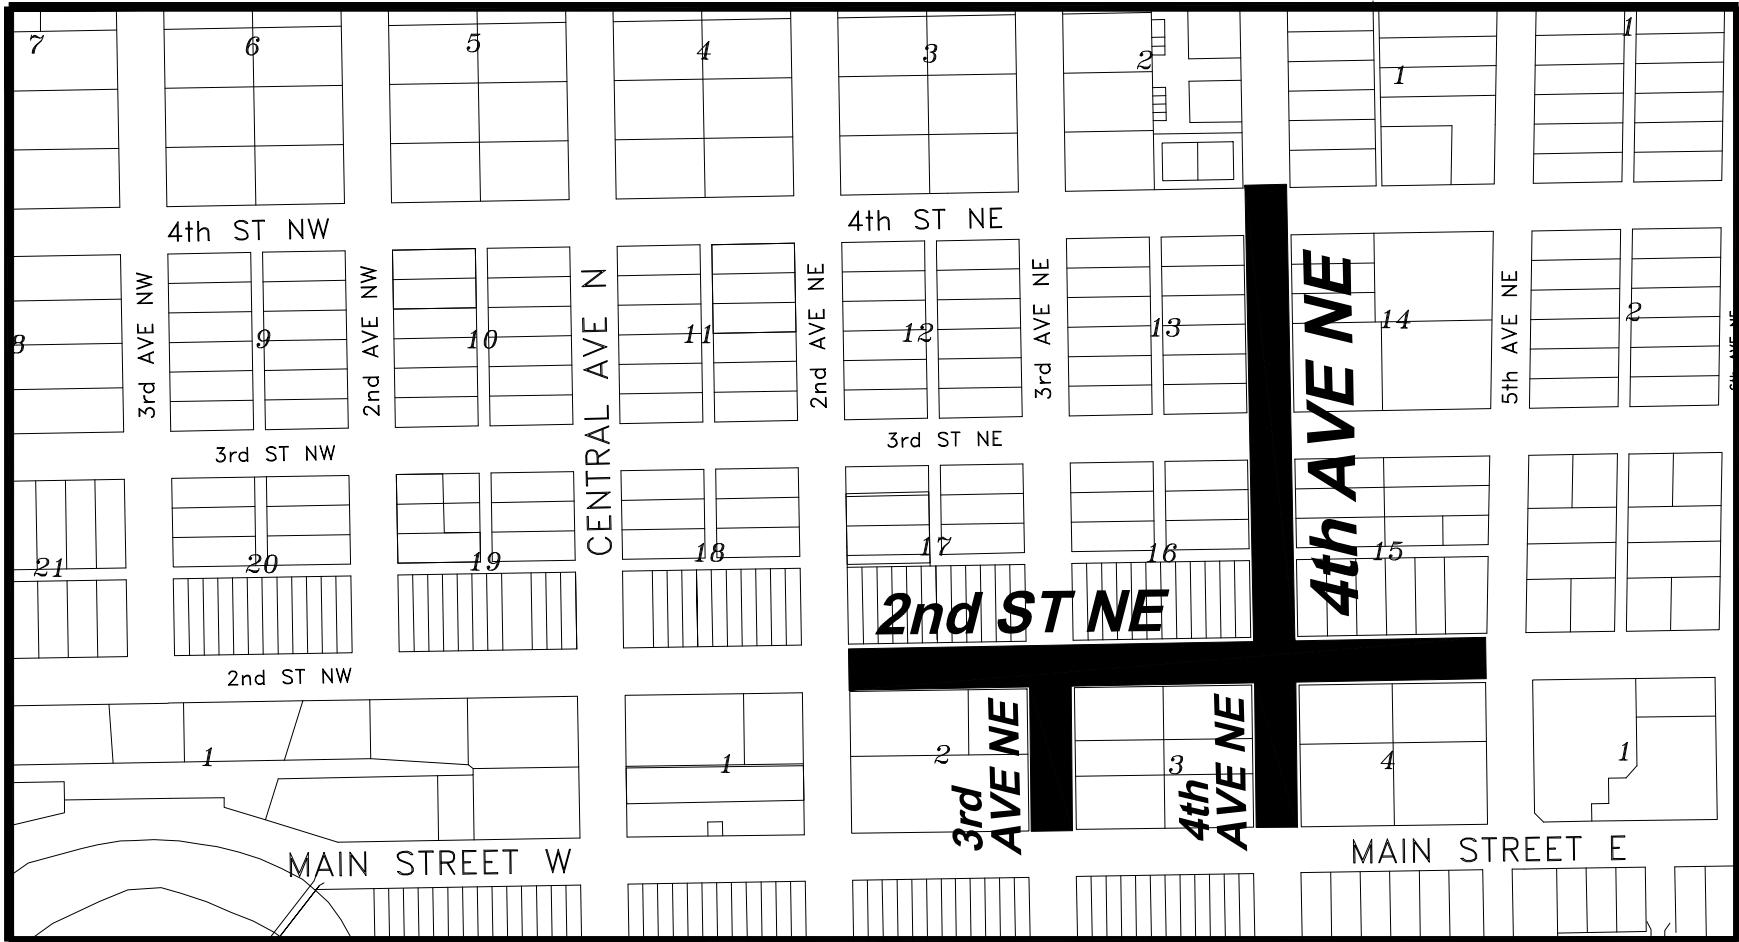 7
6
5
4
3
2
1
1
4th ST NW
4th ST NE
3rd AVE NW
2nd AVE NW
CENTRAL AVE N
2nd AVE NE
3rd AVE NE
4th AVE NE
5th AVE NE
8
9
10
11
12
13
14
2
3rd ST NW
3rd ST NE
21
20
19
18
17
16
15
2nd ST NE
2nd ST NW
1
1
2
3rd
AVE NE
3
4th
AVE NE
4
1
MAIN STREET W
MAIN STREET E